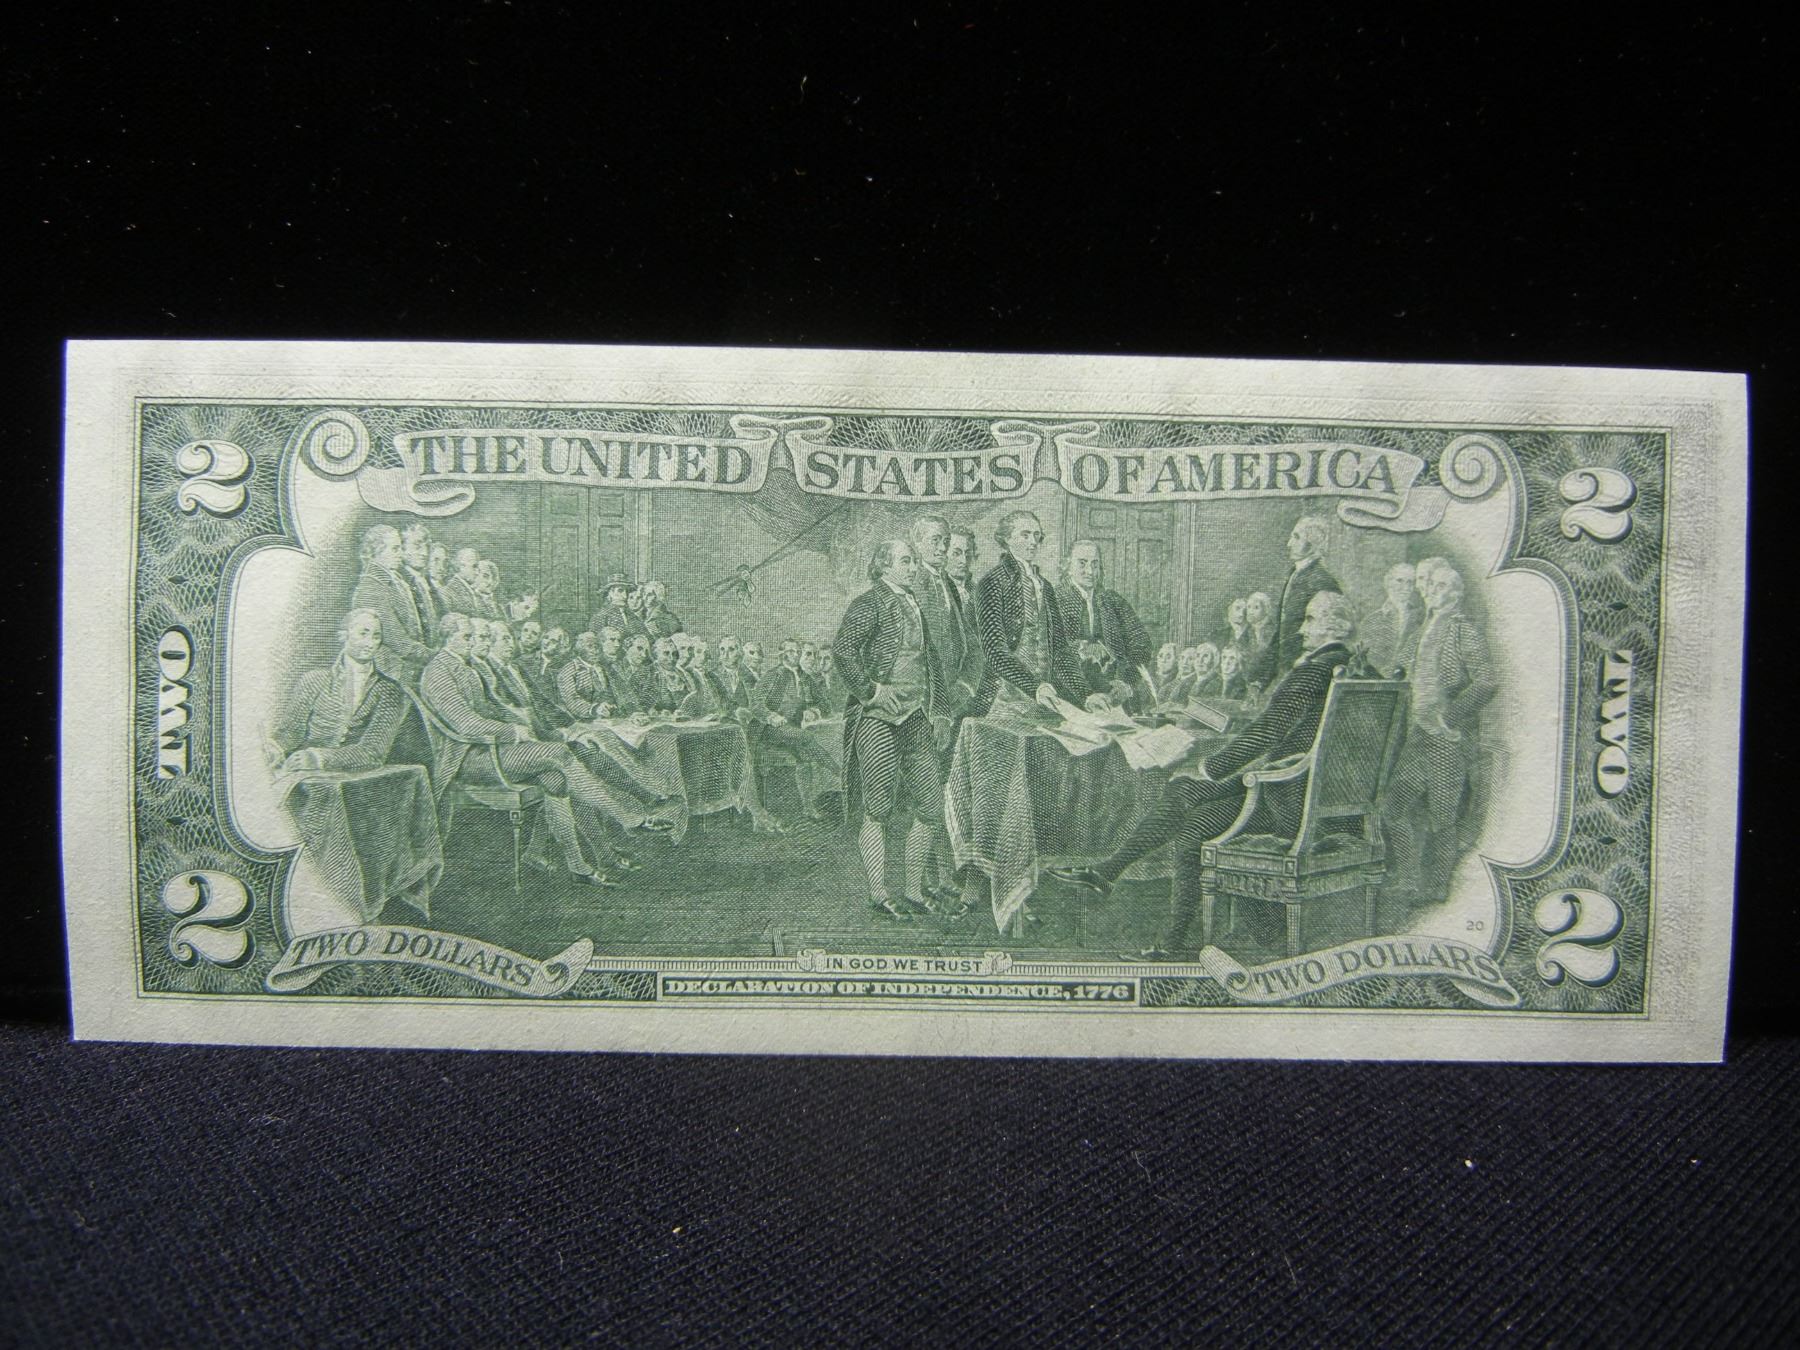 THE UNITED STATES OF AMERICA
2 2
TWO TWO
20
2 2
TWO DOLLARS TWO DOLLARS
IN GOD WE TRUST
DECLARATION OF INDEPENDENCE, 1776